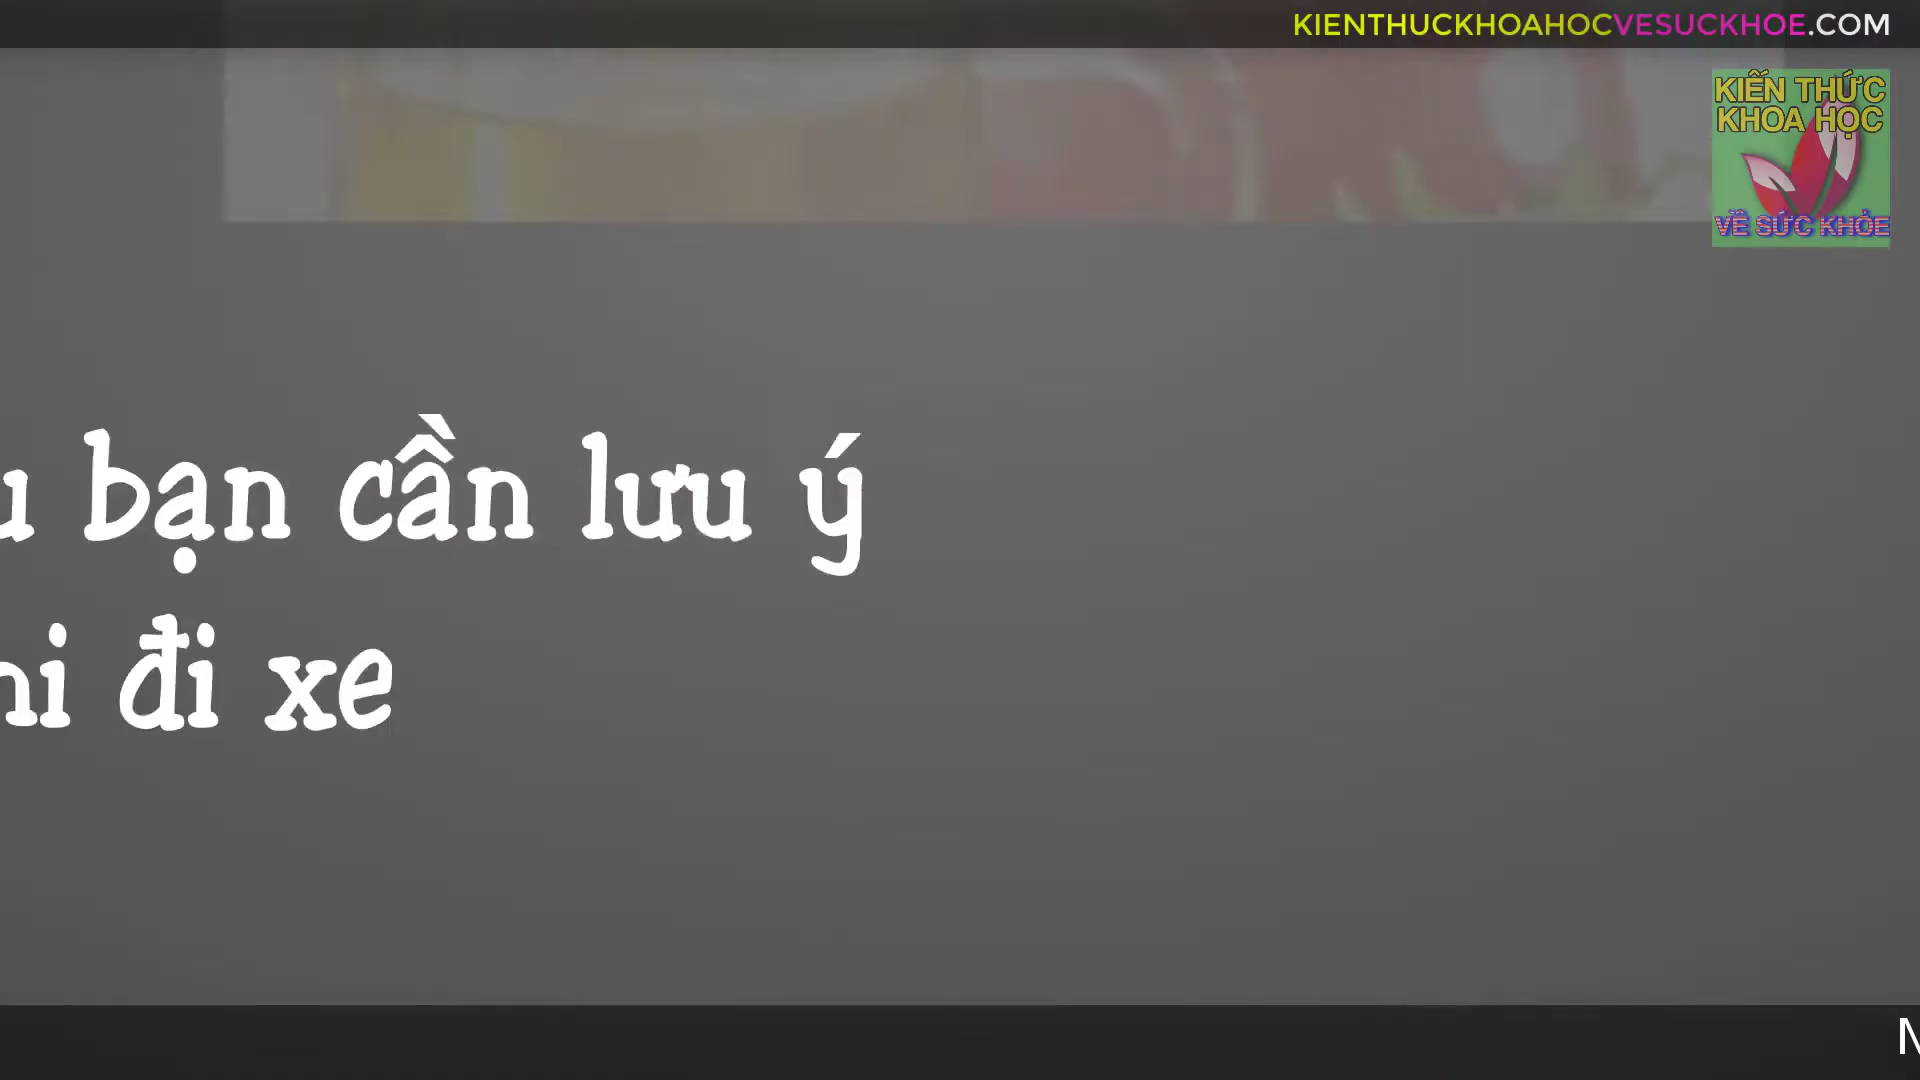 KIENTHUCKHOAHOCVESUCKHOE.COM
KIẾN THỨC
KHOA HỌC
VỀ SỨC KHỎE
bạn cần lưu ý
đi xe